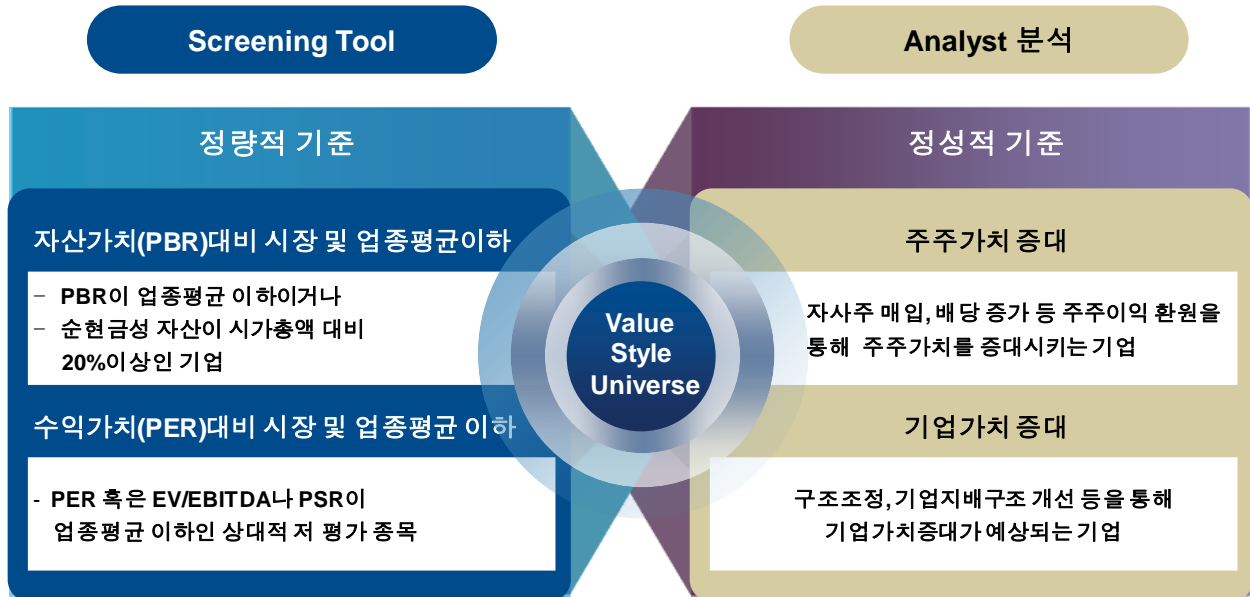 Screening Tool
Analyst 분석
정량적 기준
정성적 기준
자산가치(PBR)대비 시장 및 업종평균이하
– PBR이 업종평균 이하이거나
– 순현금성 자산이 시가총액 대비
20%이상인 기업
수익가치(PER)대비 시장 및 업종평균 이하
- PER 혹은 EV/EBITDA나 PSR이
업종평균 이하인 상대적 저 평가 종목
Value
Style
Universe
주주가치 증대
자사주 매입, 배당 증가 등 주주이익 환원을
통해 주주가치를 증대시키는 기업
기업가치 증대
구조조정, 기업지배구조 개선 등을 통해
기업가치증대가 예상되는 기업